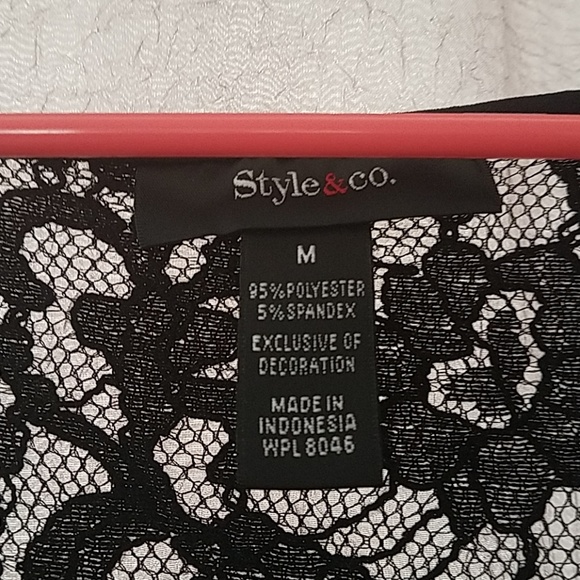 Style&co.
M
95% POLYESTER
5% SPANDEX
EXCLUSIVE OF
DECORATION
MADE IN
INDONESIA
WPL 8046